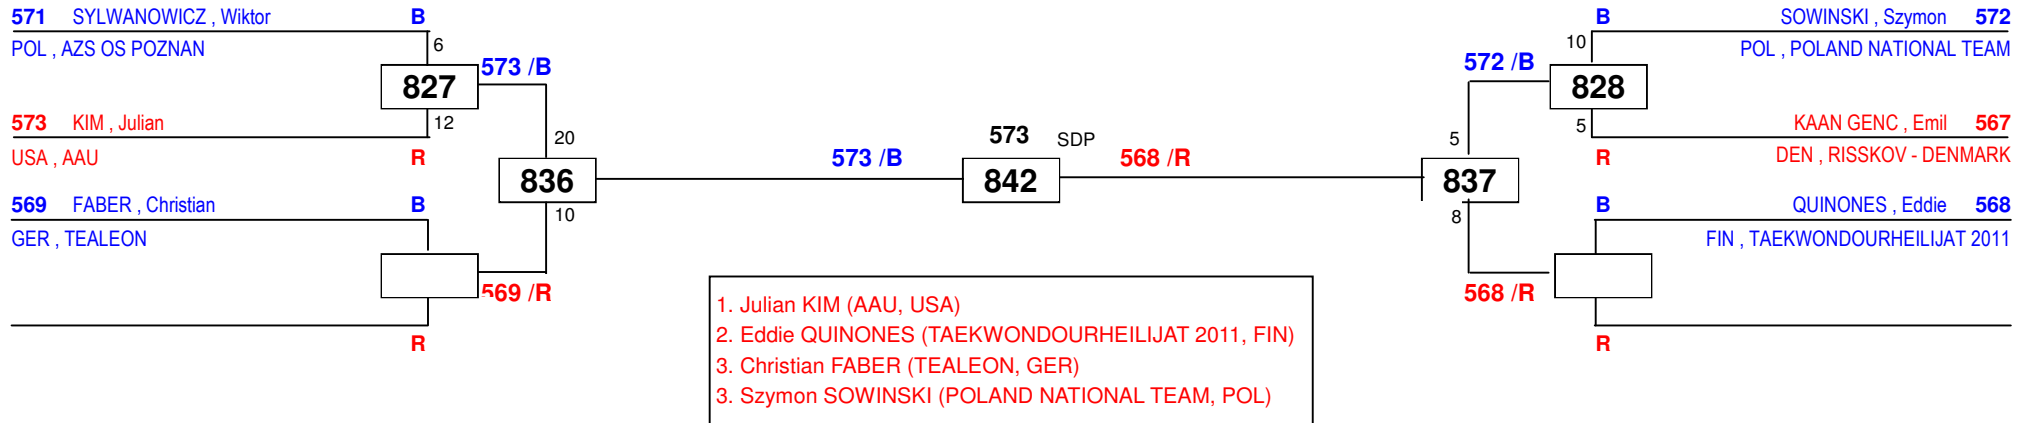 571 SYLWANOWICZ , Wiktor B
POL , AZS OS POZNAN
6
827
573 /B
12
573 KIM , Julian
USA , AAU R
20
836
10
569 FABER , Christian B
GER , TEALEON
569 /R
R
573 /B
573 SDP
842
568 /R
B SOWINSKI , Szymon 572
POL , POLAND NATIONAL TEAM
10
572 /B
828
5
KAAN GENC , Emil 567
R DEN , RISSKOV - DENMARK
5
837
8
B QUINONES , Eddie 568
FIN , TAEKWONDOURHEILIJAT 2011
568 /R
R
1. Julian KIM (AAU, USA)
2. Eddie QUINONES (TAEKWONDOURHEILIJAT 2011, FIN)
3. Christian FABER (TEALEON, GER)
3. Szymon SOWINSKI (POLAND NATIONAL TEAM, POL)